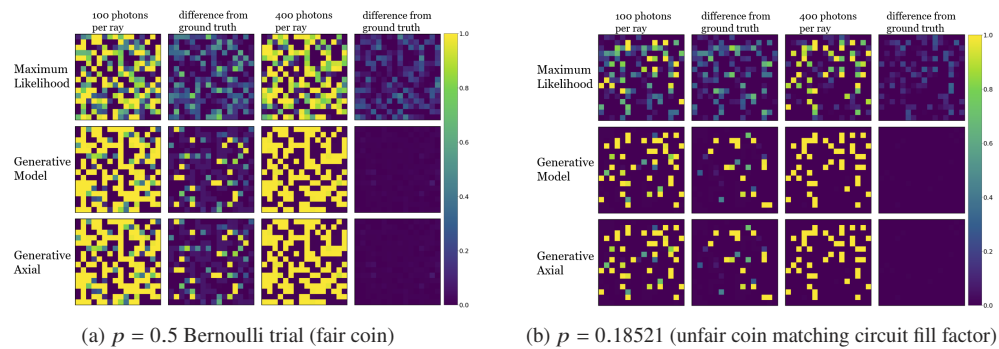 100 photons
per ray
difference from
ground truth
400 photons
per ray
difference from
ground truth
Maximum
Likelihood
Generative
Model
Generative
Axial
1.0
0.8
0.6
0.4
0.2
0.0
(a) p = 0.5 Bernoulli trial (fair coin)
100 photons
per ray
difference from
ground truth
400 photons
per ray
difference from
ground truth
Maximum
Likelihood
Generative
Model
Generative
Axial
1.0
0.8
0.6
0.4
0.2
0.0
(b) p = 0.18521 (unfair coin matching circuit fill factor)